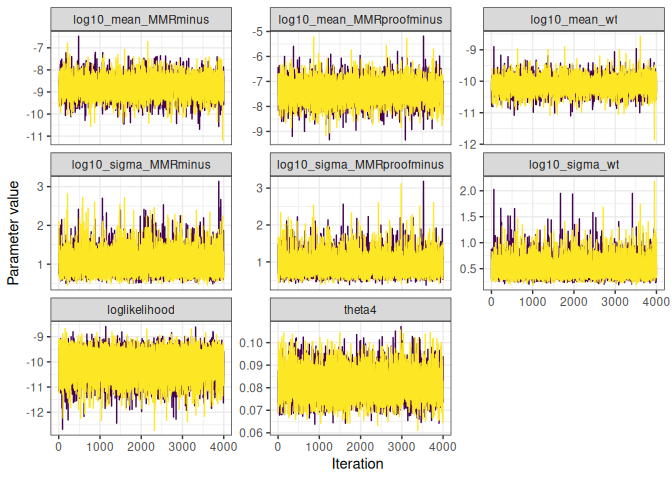 log10_mean_MMRminus
log10_mean_MMRproofminus
log10_mean_wt
-7
-8
-9
-10
-11
-5
-6
-7
-8
-9
-9
-10
-11
-12
log10_sigma_MMRminus
log10_sigma_MMRproofminus
log10_sigma_wt
3
2
1
3
2
1
2.0
1.5
1.0
0.5
0 1000 2000 3000 4000
loglikelihood
theta4
-9
-10
-11
-12
0.10
0.09
0.08
0.07
0.06
0 1000 2000 3000 4000
0 1000 2000 3000 4000
Parameter value
Iteration